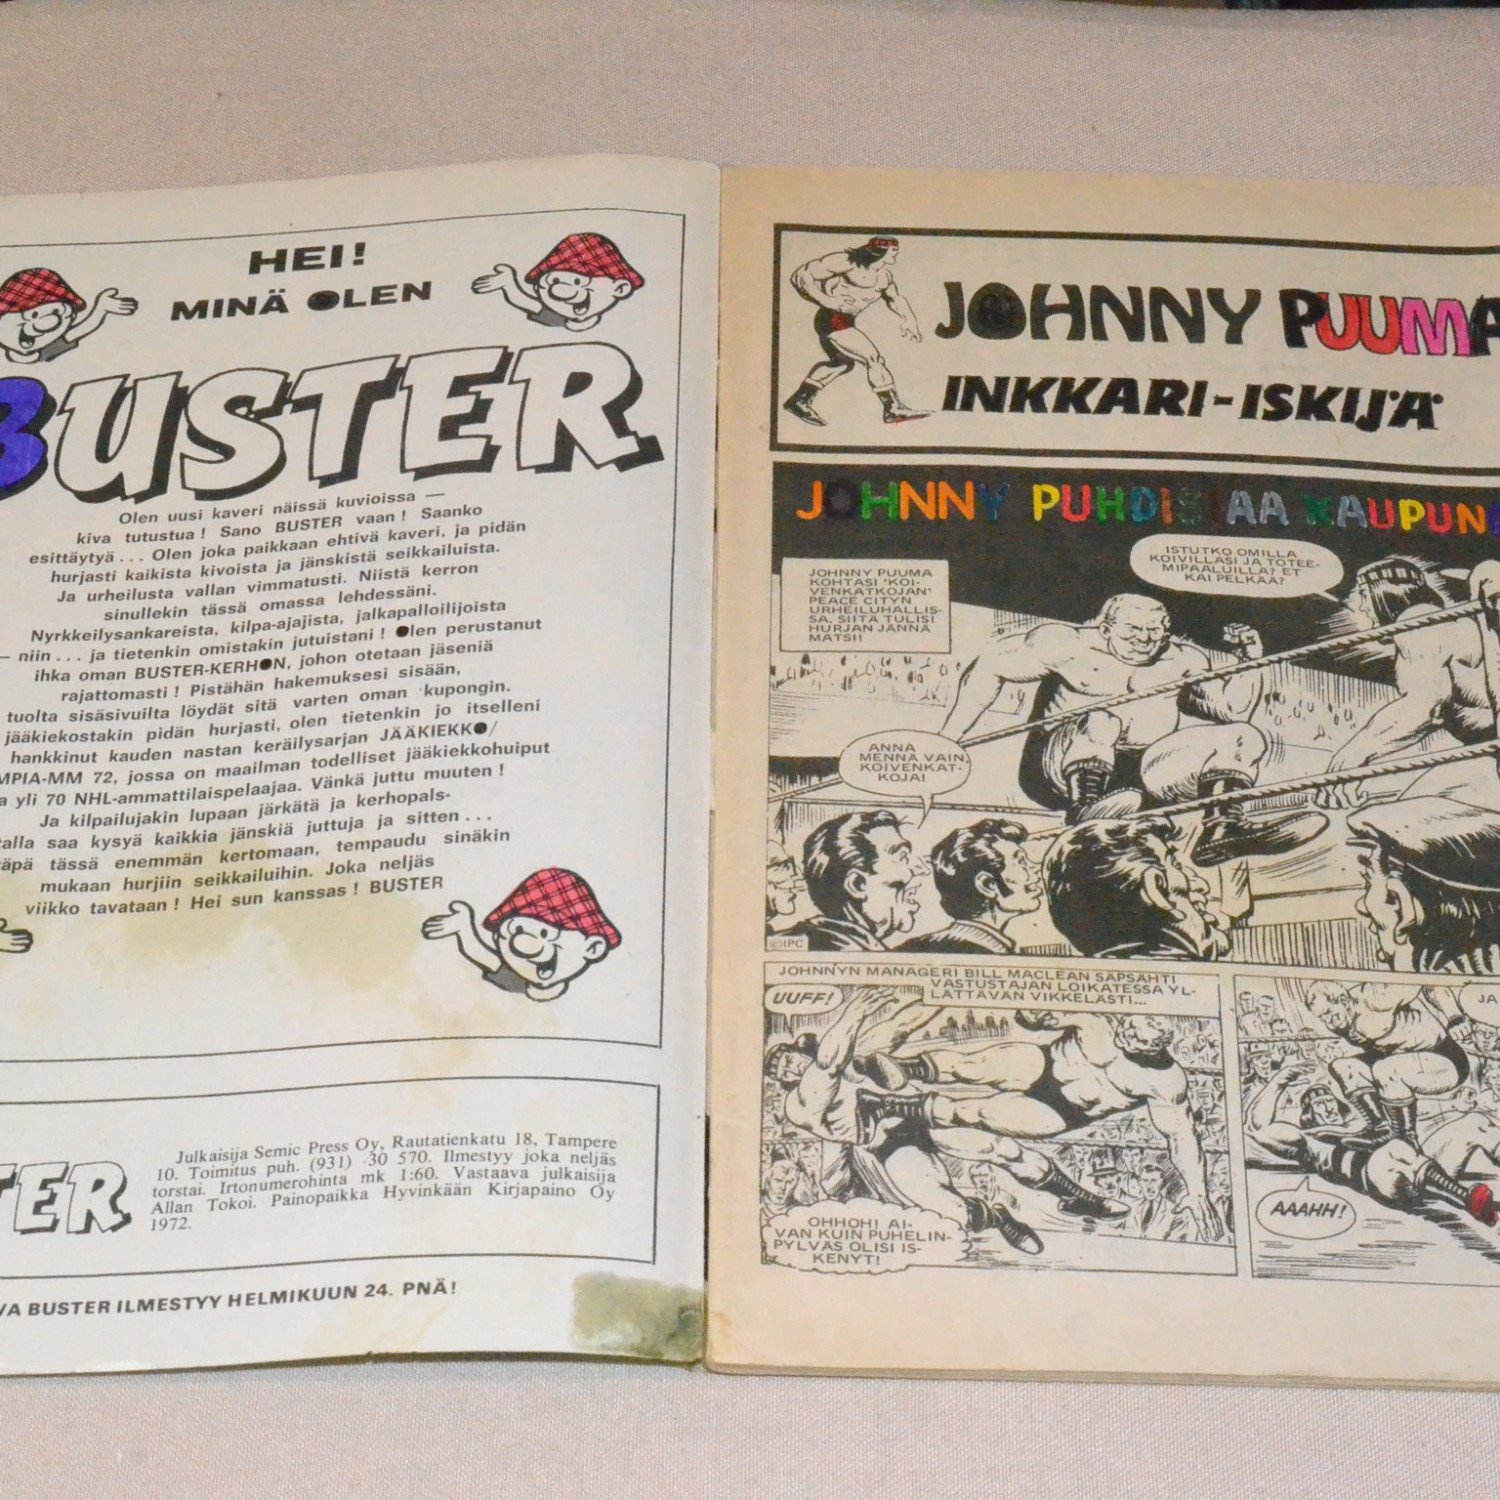 HEI!
MINÄ OLEN
BUSTER
Olen uusi kaveri näissä kuvioissa —
kiva tutustua! Sano BUSTER vaan! Saanko
esittäytyä... Olen joka paikkaan ehtivä kaveri, ja pidän
hurjasti kaikista kivoista ja jänskistä seikkailuista.
Ja urheilusta vallan vimmatusti. Niistä kerron
sinullekin tässä omassa lehdessäni.
Nyrkkeilysankareista, kilpa-ajajista, jalkapalloilijoista
— niin... ja tietenkin omistakin jutuistani! Olen perustanut
ihka oman BUSTER-KERHON, johon otetaan jäseniä
rajattomasti! Pistähän hakemuksesi sisään,
tuolta sisäsivuilta löydät sitä varten oman kupongin.
jääkiekostakin pidän hurjasti, olen tietenkin jo itselleni
hankkinut kauden nastan keräilysarjan JÄÄKIEKKO/
MPIA-MM 72, jossa on maailman todelliset jääkiekkohuiput
a yli 70 NHL-ammattilaispelaajaa. Vänkä juttu muuten!
Ja kilpailujakin lupaan järkätä ja kerhopals-
talla saa kysyä kaikkia jänskiä juttuja ja sitten...
äpä tässä enemmän kertomaan, tempaudu sinäkin
mukaan hurjiin seikkailuihin. Joka neljäs
viikko tavataan! Hei sun kanssas! BUSTER
TER
Julkaisija Semic Press Oy, Rautatienkatu 18, Tampere
10. Toimitus puh. (931) -30 570. Ilmestyy joka neljäs
torstai. Irtonumerohinta mk 1:60. Vastaava julkaisija
Allan Tokoi. Painopaikka Hyvinkään Kirjapaino Oy
1972.
VA BUSTER ILMESTYY HELMIKUUN 24. PNÄ!
JOHNNY PUUMA
INKKARI-ISKIJÄ
JOHNNY PUHDISTAA KAUPUN
JOHNNY PUUMA
KOHTASI 'KOI-
VENKATKOJAN'
PEACE CITYN
URHEILUHALLIS-
SA, SIITÄ TULISI
HURJAN JÄNNÄ
MATSI!
ISTUTKO OMILLA
KOIVILLASI JA TOTEE-
MIPAALUILLA? ET
KAI PELKÄÄ?
ANNA
MENNÄ VAIN,
KOIVENKAT-
KOJA!
©IPC
JOHNNYN MANAGERI BILL MACLEAN SÄPSÄHTI
VASTUSTAJAN LOIKATESSA YL-
LÄTTÄVÄN VIKKELÄSTI...
UUFF!
OHHOH! AI-
VAN KUIN PUHELIN-
PYLVÄS OLISI IS-
KENYT!
JA
AAAHH!